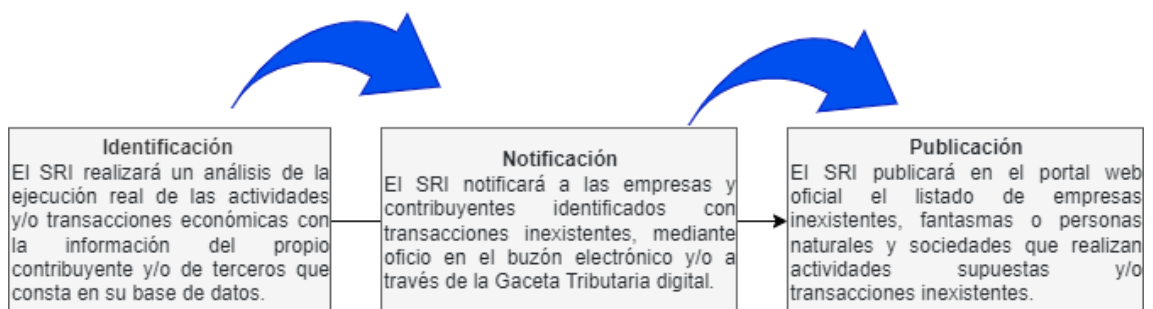 Identificación
El SRI realizará un análisis de la
ejecución real de las actividades
y/o transacciones económicas con
la información del propio
contribuyente y/o de terceros que
consta en su base de datos.
Notificación
El SRI notificará a las empresas y
contribuyentes identificados con
transacciones inexistentes, mediante
oficio en el buzón electrónico y/o a
través de la Gaceta Tributaria digital.
Publicación
El SRI publicará en el portal web
oficial el listado de empresas
inexistentes, fantasmas o personas
naturales y sociedades que realizan
actividades supuestas y/o
transacciones inexistentes.